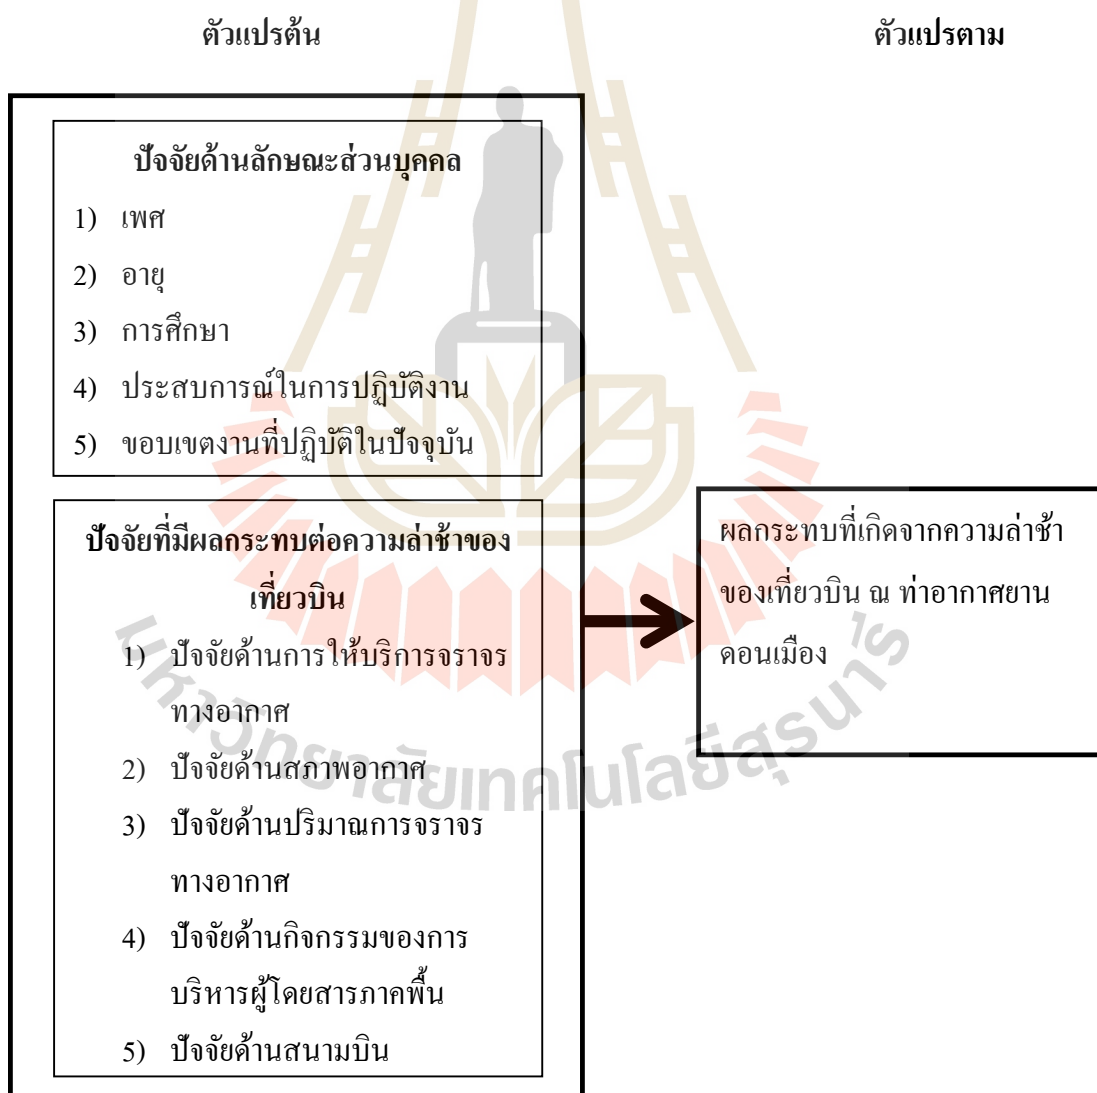 ตัวแปรต้น
ตัวแปรตาม
ปัจจัยด้านลักษณะส่วนบุคคล
1) เพศ
2) อายุ
3) การศึกษา
4) ประสบการณ์ในการปฏิบัติงาน
5) ขอบเขตงานที่ปฏิบัติในปัจจุบัน
ปัจจัยที่มีผลกระทบต่อความล่าช้าของ
เที่ยวบิน
1) ปัจจัยด้านการให้บริการจราจร
ทางอากาศ
2) ปัจจัยด้านสภาพอากาศ
3) ปัจจัยด้านปริมาณการจราจร
ทางอากาศ
4) ปัจจัยด้านกิจกรรมของการ
บริหารผู้โดยสารภาคพื้น
5) ปัจจัยด้านสนามบิน
ผลกระทบที่เกิดจากความล่าช้า
ของเที่ยวบิน ณ ท่าอากาศยาน
ดอนเมือง
มหาวิทยาลัยเทคโนโลยีสุรนารี